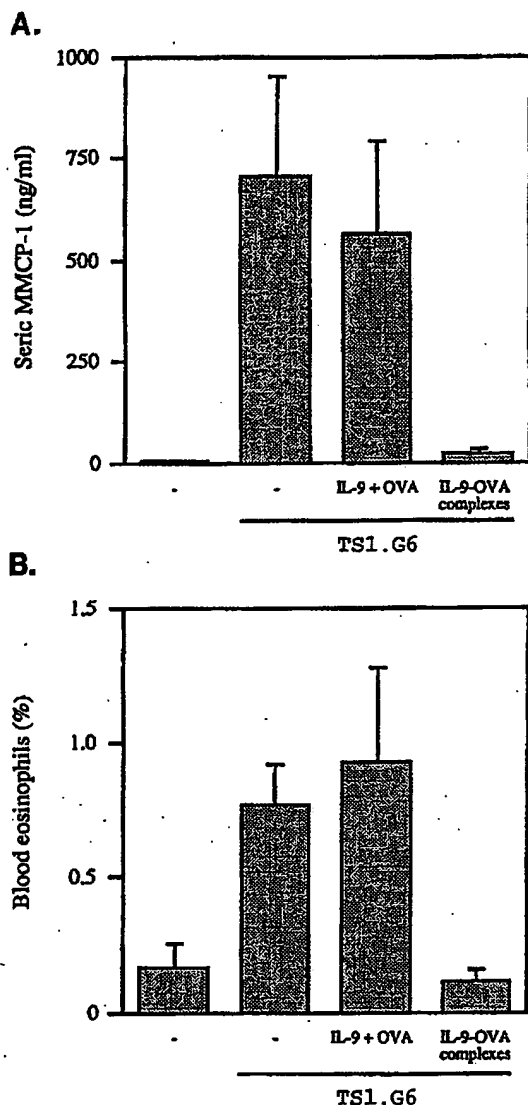 A.
1000
750
500
250
0
Seric MMCP-1 (ng/ml)
- - IL-9 + OVA IL-9-OVA
complexes
TS1.G6
B.
1.5
1.0
0.5
0
Blood eosinophils (%)
- - IL-9 + OVA IL-9-OVA
complexes
TS1.G6